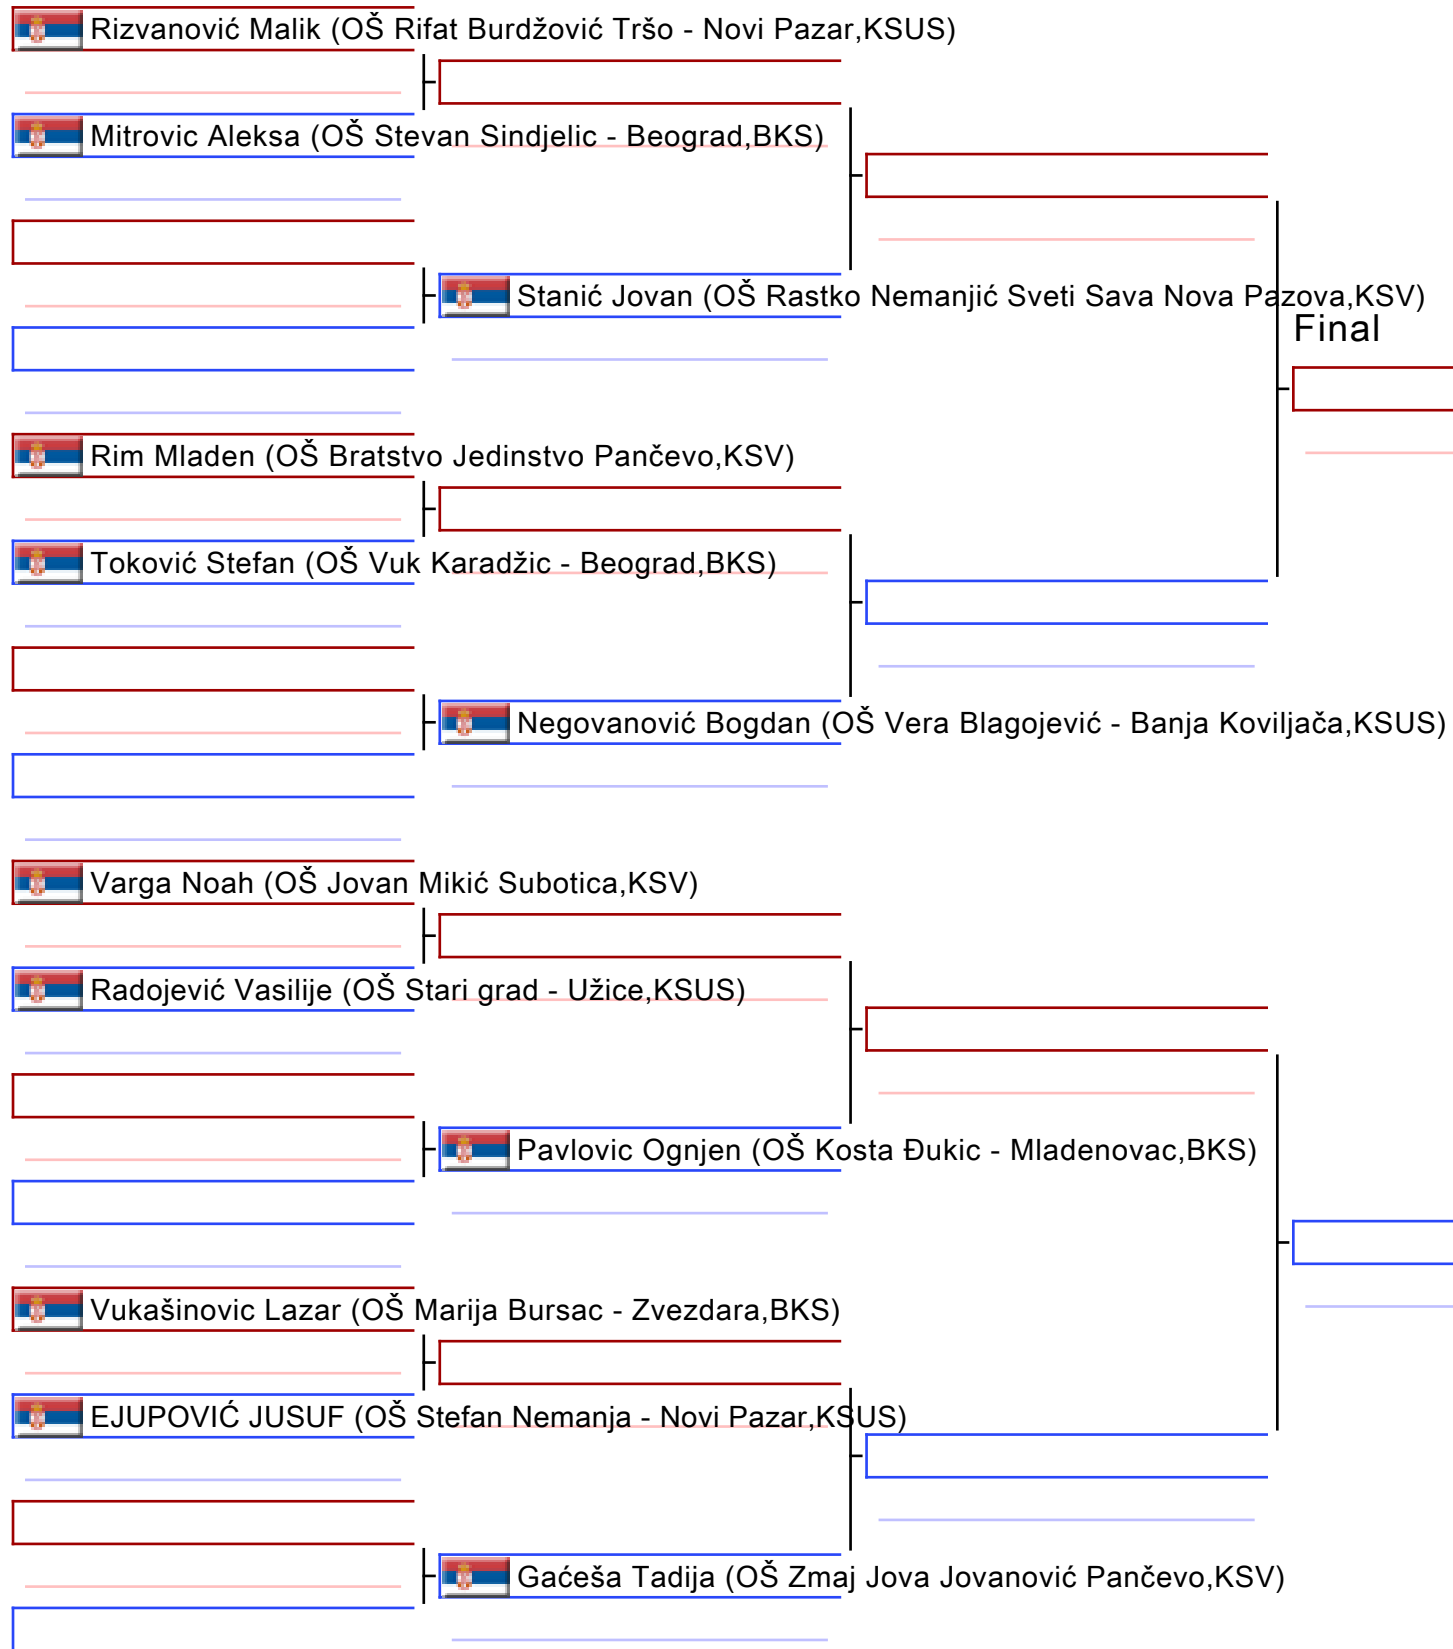 Rizvanović Malik (OŠ Rifat Burdžović Tršo - Novi Pazar,KSUS)
Mitrovic Aleksa (OŠ Stevan Sindjelic - Beograd,BKS)
Stanić Jovan (OŠ Rastko Nemanjić Sveti Sava Nova Pazova,KSV)
Final
Rim Mladen (OŠ Bratstvo Jedinstvo Pančevo,KSV)
Toković Stefan (OŠ Vuk Karadžic - Beograd,BKS)
Negovanović Bogdan (OŠ Vera Blagojević - Banja Koviljača,KSUS)
Varga Noah (OŠ Jovan Mikić Subotica,KSV)
Radojević Vasilije (OŠ Stari grad - Užice,KSUS)
Pavlovic Ognjen (OŠ Kosta Đukic - Mladenovac,BKS)
Vukašinovic Lazar (OŠ Marija Bursac - Zvezdara,BKS)
EJUPOVIĆ JUSUF (OŠ Stefan Nemanja - Novi Pazar,KSUS)
Gaćeša Tadija (OŠ Zmaj Jova Jovanović Pančevo,KSV)